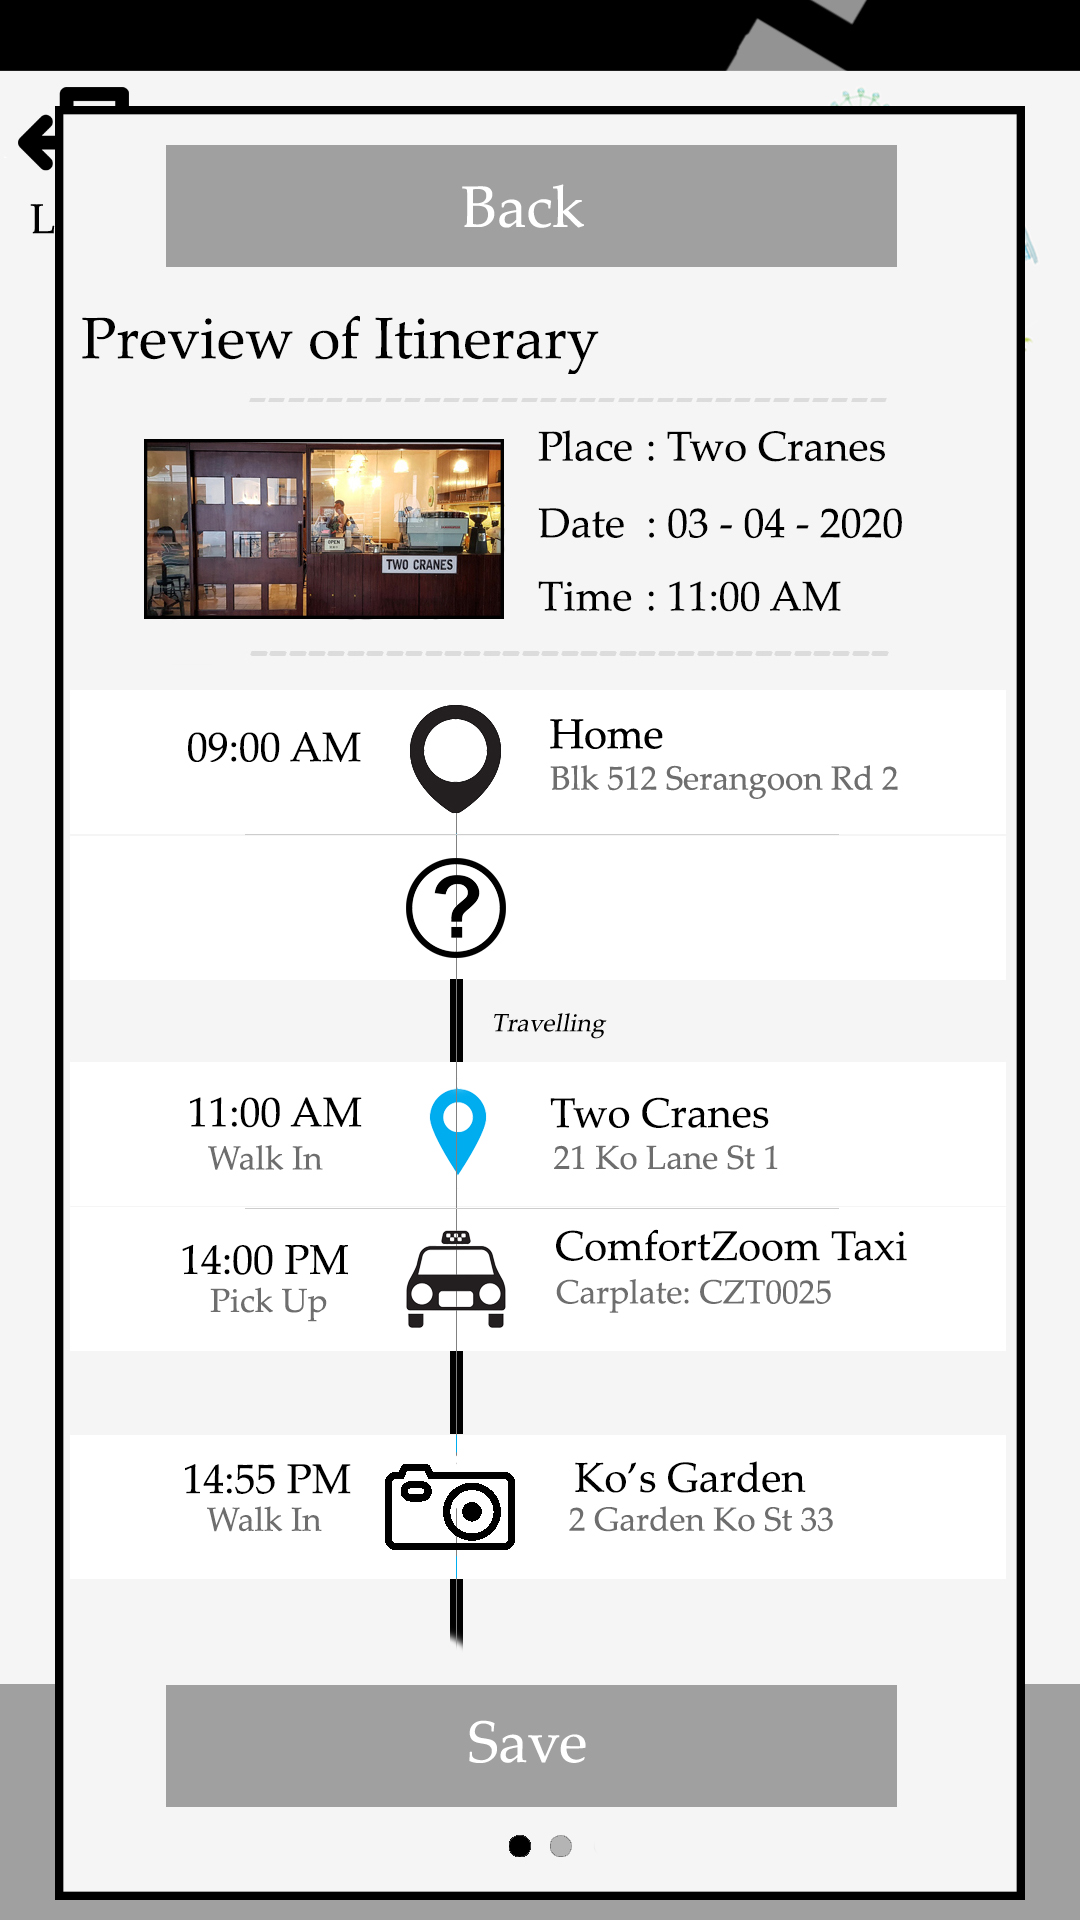 L
Back
Preview of Itinerary
Place : Two Cranes
Date : 03 - 04 - 2020
Time : 11:00 AM
OPEN
TWO CRANES
09:00 AM
Home
Blk 512 Serangoon Rd 2
?
Travelling
11:00 AM
Walk In
Two Cranes
21 Ko Lane St 1
14:00 PM
Pick Up
ComfortZoom Taxi
Carplate: CZT0025
14:55 PM
Walk In
Ko’s Garden
2 Garden Ko St 33
Save